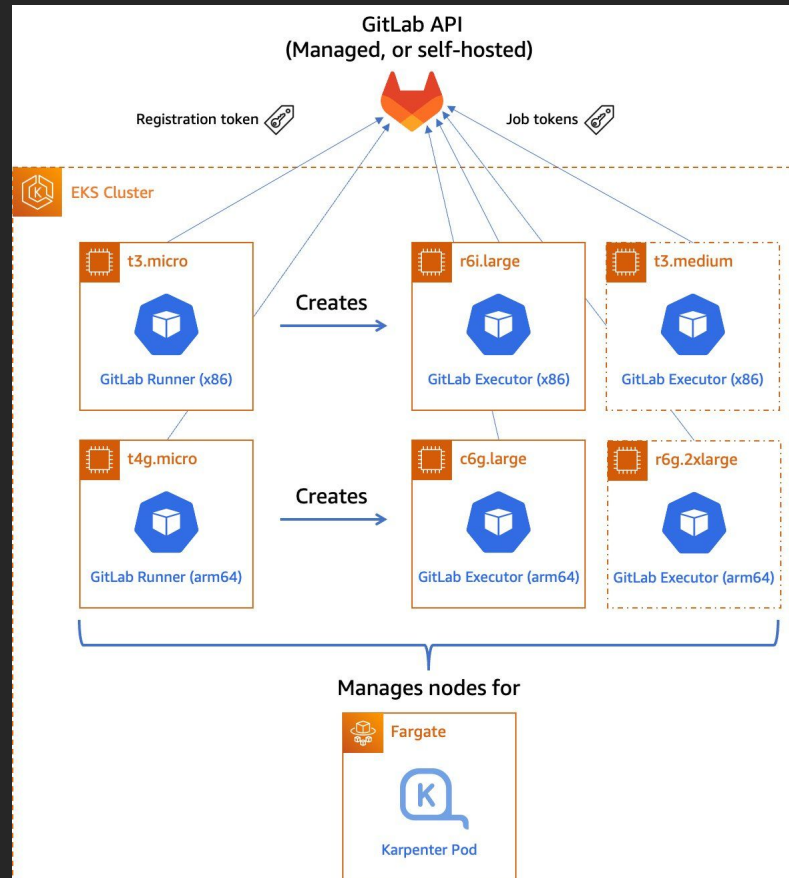 GitLab API
(Managed, or self-hosted)
Registration token
Job tokens
EKS Cluster
t3.micro
GitLab Runner (x86)
Creates
r6i.large
GitLab Executor (x86)
t3.medium
GitLab Executor (x86)
t4g.micro
GitLab Runner (arm64)
Creates
c6g.large
GitLab Executor (arm64)
r6g.2xlarge
GitLab Executor (arm64)
Manages nodes for
Fargate
K
Karpenter Pod